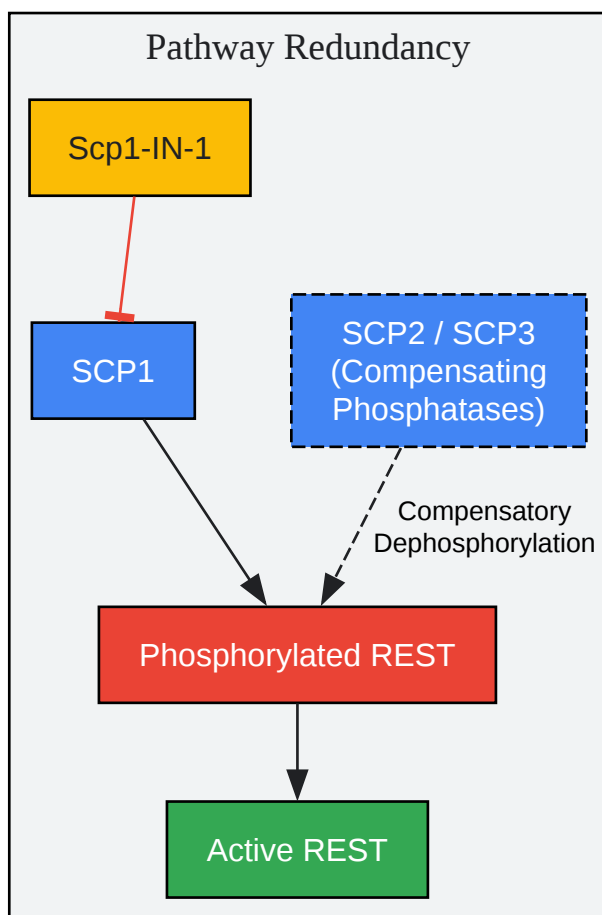 Pathway Redundancy
Scp1-IN-1
SCP1
SCP2 / SCP3
(Compensating
Phosphatases)
Compensatory
Dephosphorylation
Phosphorylated REST
Active REST